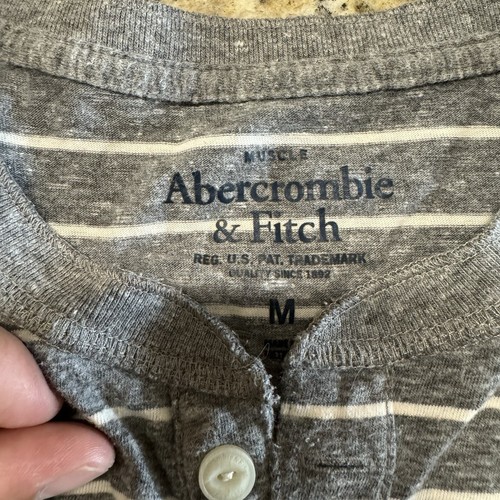 MUSCLE
Abercrombie
& Fitch
REG. U.S. PAT. TRADEMARK
QUALITY SINCE 1892
M